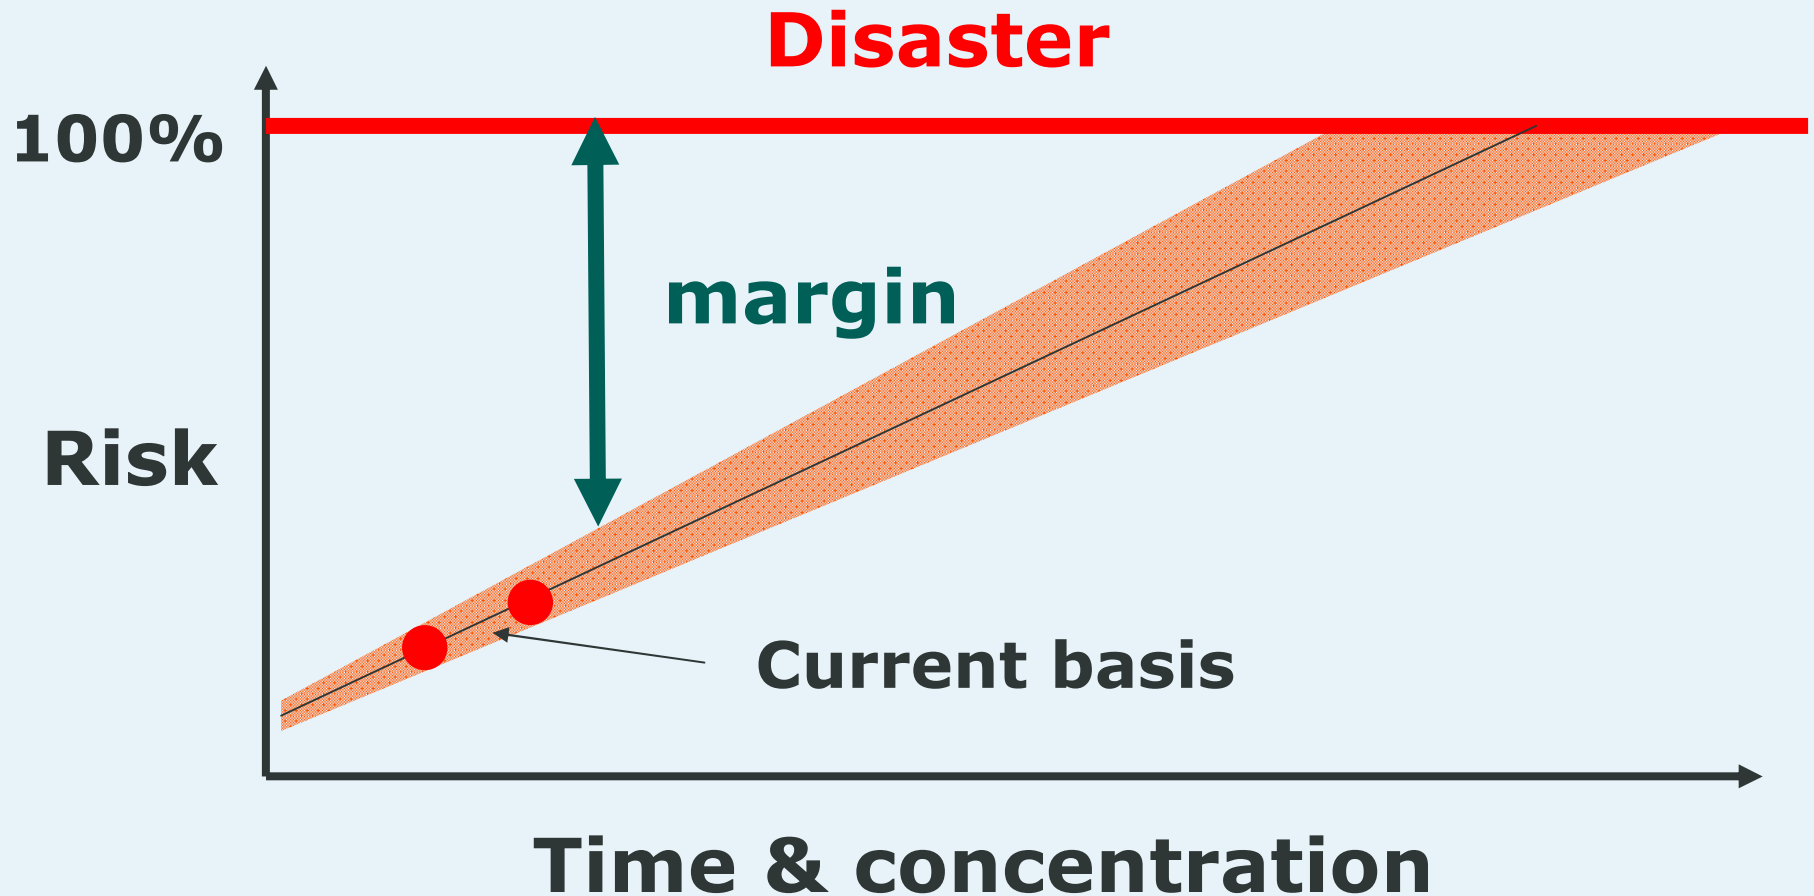 Disaster
100%
margin
Risk
Current basis
Time & concentration